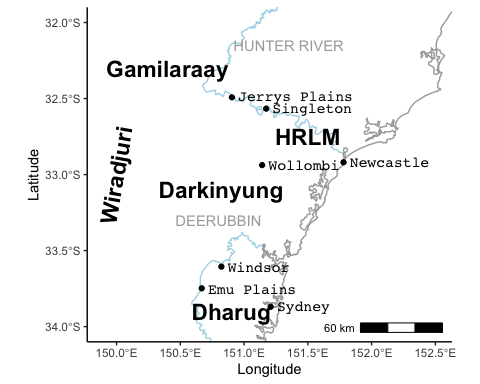 32.0°S
HUNTER RIVER
Gamilaraay
32.5°S
Jerrys Plains
Singleton
HRLM
Newcastle
Wollombi
33.0°S
Wiradjuri
Latitude
Darkinyung
DEERUBBIN
33.5°S
Windsor
Emu Plains
Sydney
Dharug
34.0°S
60 km
150.0°E
150.5°E
151.0°E
151.5°E
152.0°E
152.5°E
Longitude